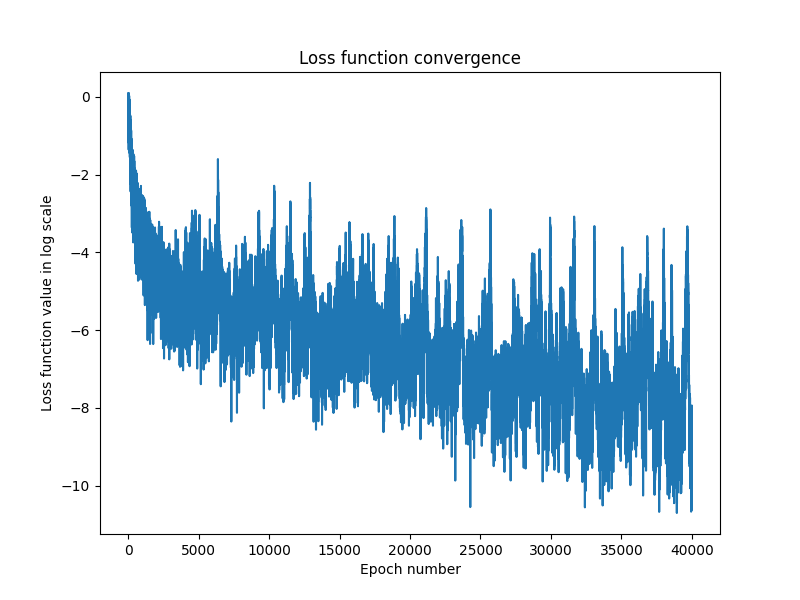 Loss function convergence
Loss function value in log scale
0
−2
−4
−6
−8
−10
0 5000 10000 15000 20000 25000 30000 35000 40000
Epoch number